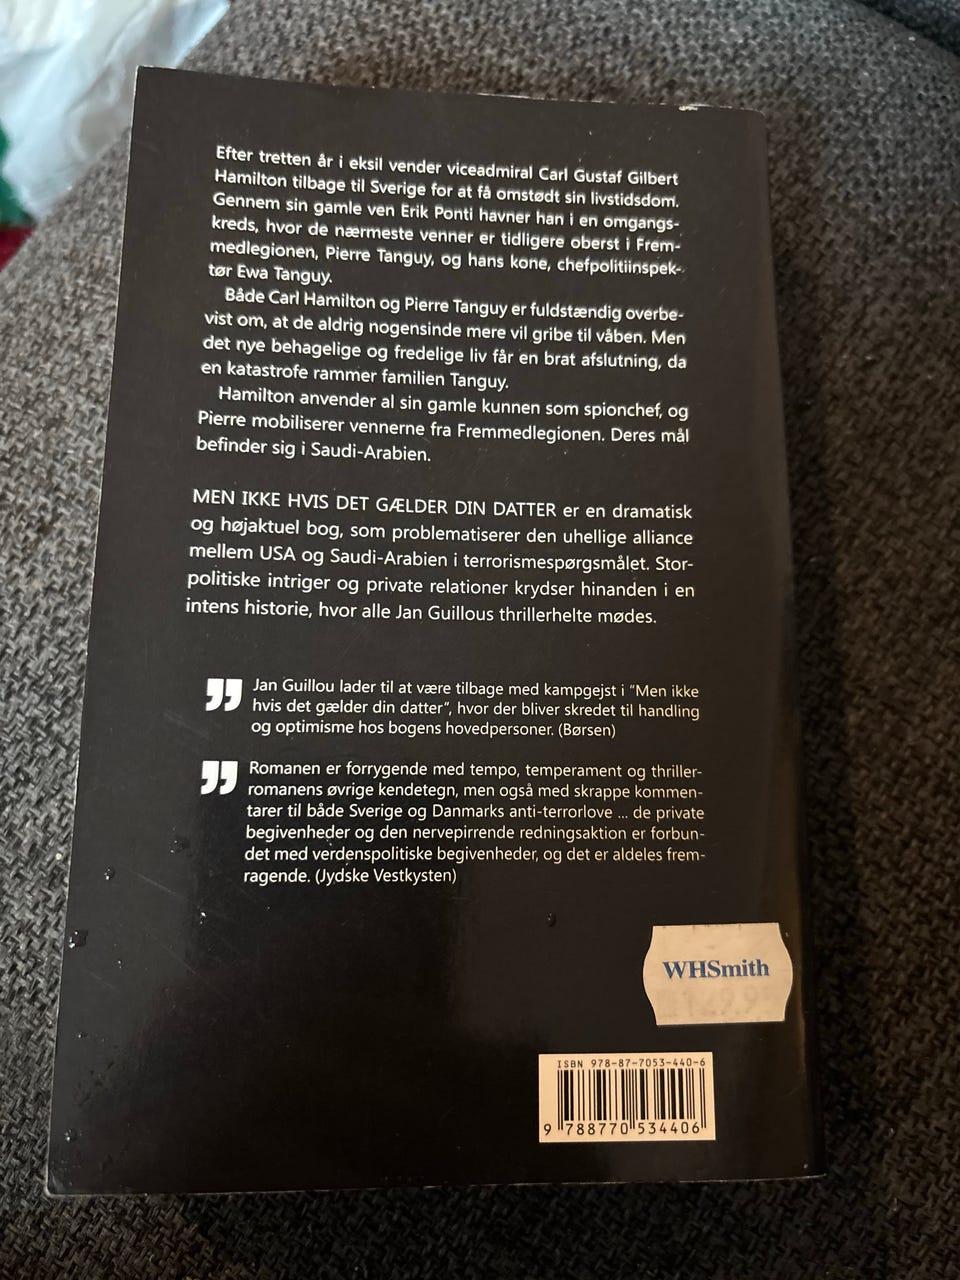 Efter tretten år i eksil vender viceadmiral Carl Gustaf Gilbert
Hamilton tilbage til Sverige for at få omstødt sin livstidsdom.
Gennem sin gamle ven Erik Ponti havner han i en omgangs-
kreds, hvor de nærmeste venner er tidligere oberst i Frem-
medlegionen, Pierre Tanguy, og hans kone, chefpolitiinspek-
tør Ewa Tanguy.
Både Carl Hamilton og Pierre Tanguy er fuldstændig overbe-
vist om, at de aldrig nogensinde mere vil gribe til våben. Men
det nye behagelige og fredelige liv får en brat afslutning, da
en katastrofe rammer familien Tanguy.
Hamilton anvender al sin gamle kunnen som spionchef, og
Pierre mobiliserer vennerne fra Fremmedlegionen. Deres mål
befinder sig i Saudi-Arabien.
MEN IKKE HVIS DET GÆLDER DIN DATTER er en dramatisk
og højaktuel bog, som problematiserer den uhellige alliance
mellem USA og Saudi-Arabien i terrorismespørgsmålet. Stor-
politiske intriger og private relationer krydser hinanden i en
intens historie, hvor alle Jan Guillous thrillerhelte mødes.
" Jan Guillou lader til at være tilbage med kampgejst i "Men ikke
hvis det gælder din datter", hvor der bliver skredet til handling
og optimisme hos bogens hovedpersoner. (Børsen)
" Romanen er forrygende med tempo, temperament og thriller-
romanens øvrige kendetegn, men også med skrappe kommen-
tarer til både Sverige og Danmarks anti-terrorlove ... de private
begivenheder og den nervepirrende redningsaktion er forbun-
det med verdenspolitiske begivenheder, og det er aldeles frem-
ragende. (Jydske Vestkysten)
WHSmith
ISBN 978-87-7053-440-6
9 788770 534406